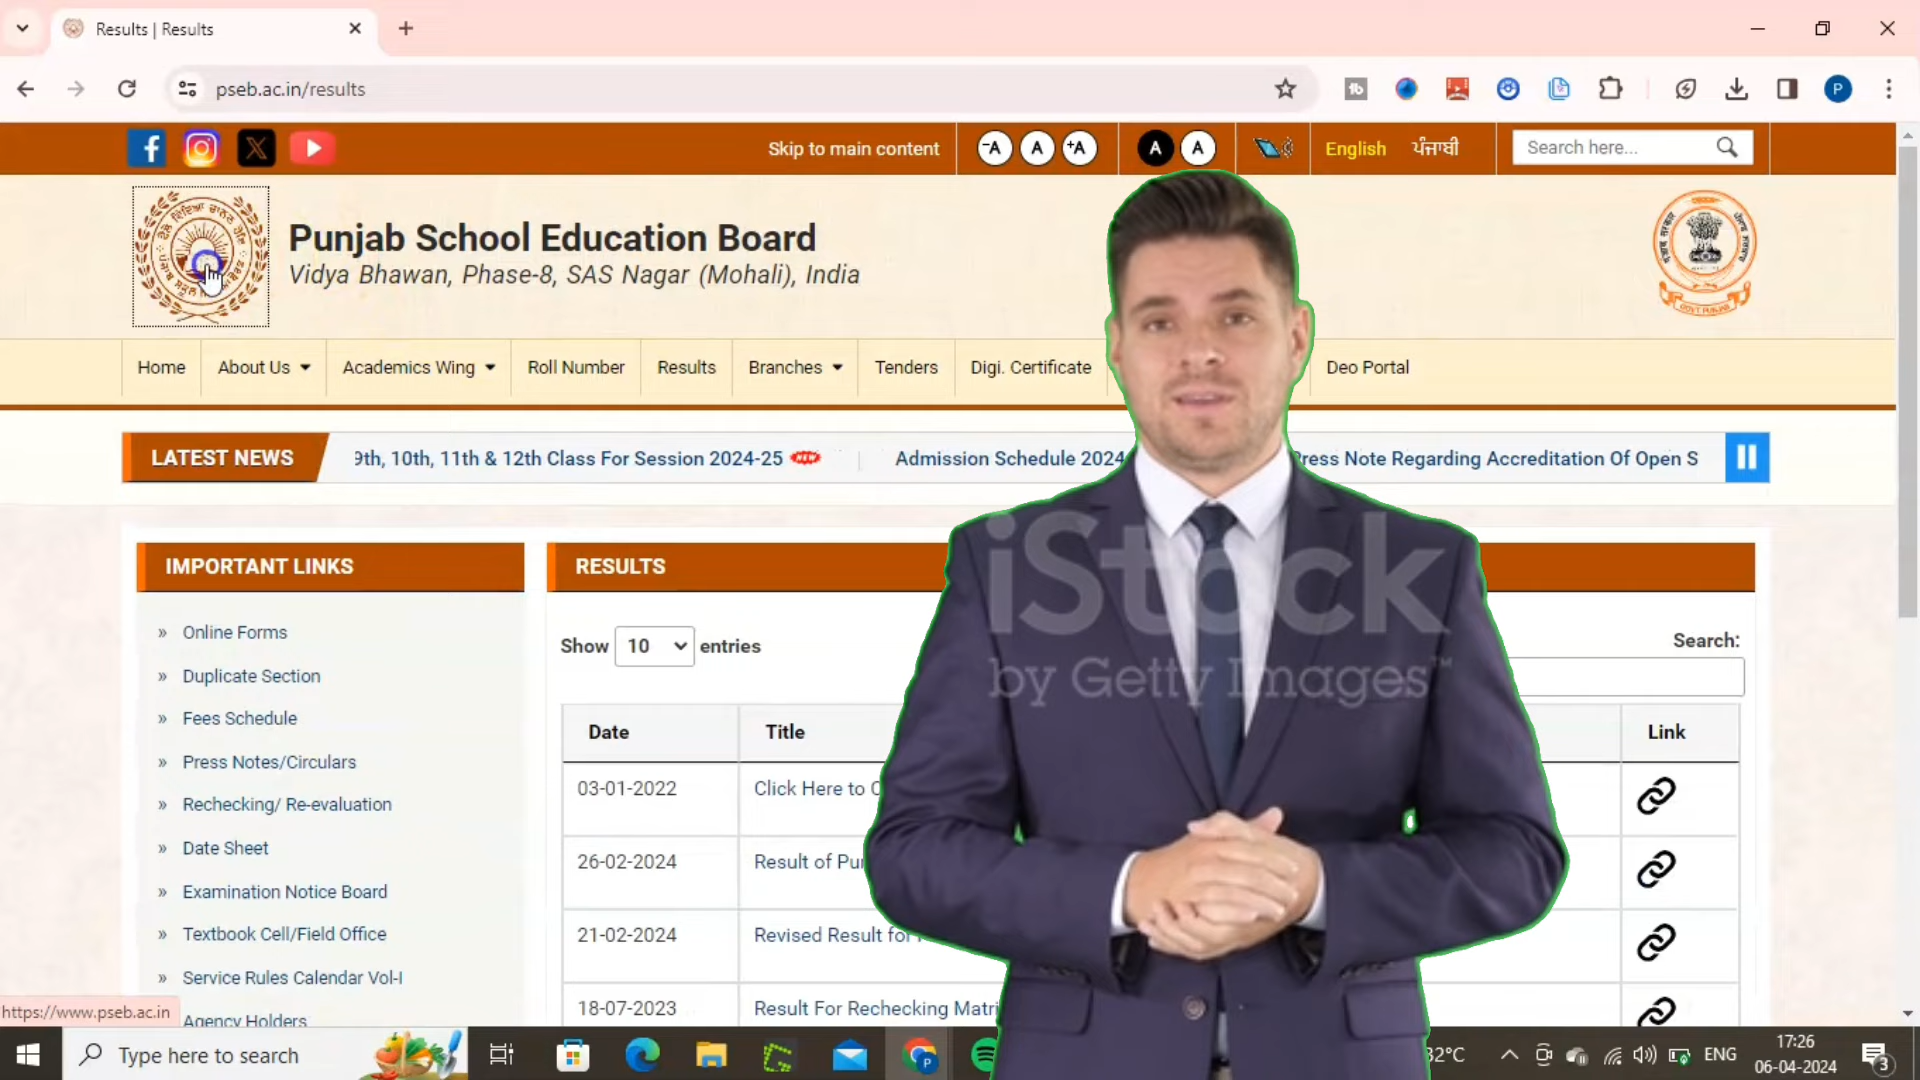 Results | Results
pseb.ac.in/results
P
Skip to main content
-A
A
+A
A
A
English
ਪੰਜਾਬੀ
Search here...
Punjab School Education Board
Vidya Bhawan, Phase-8, SAS Nagar (Mohali), India
Home
About Us
Academics Wing
Roll Number
Results
Branches
Tenders
Digi. Certificate
Deo Portal
LATEST NEWS
9th, 10th, 11th & 12th Class For Session 2024-25
Admission Schedule 2024
Press Note Regarding Accreditation Of Open S
IMPORTANT LINKS
Online Forms
Duplicate Section
Fees Schedule
Press Notes/Circulars
Rechecking/ Re-evaluation
Date Sheet
Examination Notice Board
Textbook Cell/Field Office
Service Rules Calendar Vol-I
Agency Holders
RESULTS
Show 10 entries
Search:
Date Title Link
03-01-2022 Click Here to
26-02-2024 Result of Pu
21-02-2024 Revised Result for
18-07-2023 Result For Rechecking Matri
iStock
by Getty Images™
https://www.pseb.ac.in
Type here to search
P
32°C
ENG
17:26
06-04-2024
3